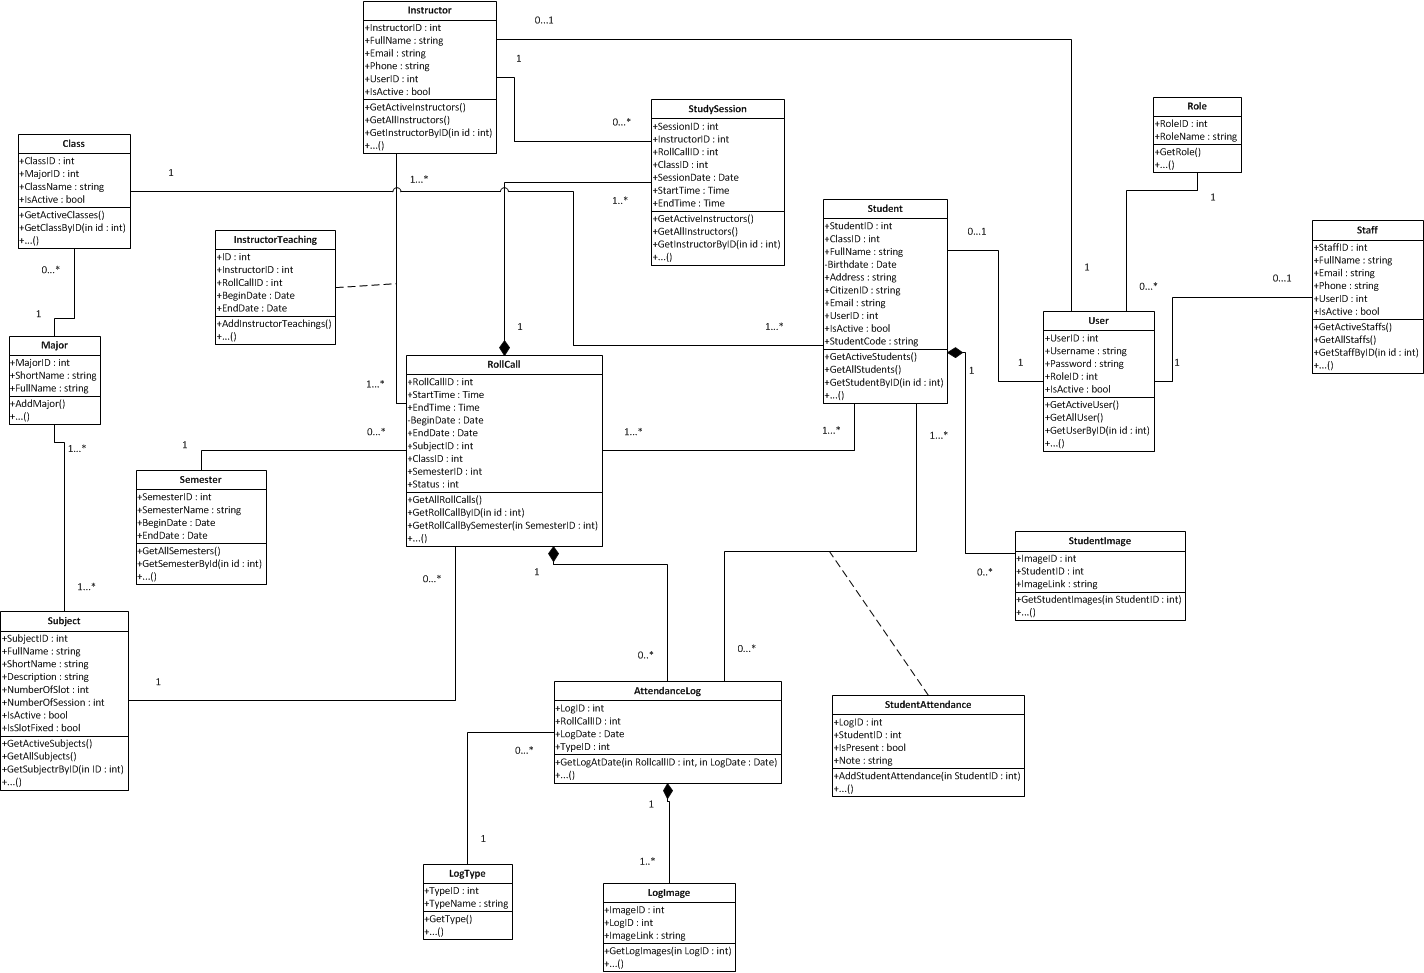 Instructor
+InstructorID : int
+FullName : string
+Email : string
+Phone : string
+UserID : int
+IsActive : bool
+GetActiveInstructors()
+GetAllInstructors()
+GetInstructorByID(in id : int)
+...()
0...1
1
1
0...*
StudySession
+SessionID : int
+InstructorID : int
+RollCallID : int
+ClassID : int
+SessionDate : Date
+StartTime : Time
+EndTime : Time
+GetActiveInstructors()
+GetAllInstructors()
+GetInstructorByID(in id : int)
+...()
1..*
1
Role
+RoleID : int
+RoleName : string
+GetRole()
+...()
1
0...*
Class
+ClassID : int
+MajorID : int
+ClassName : string
+IsActive : bool
+GetActiveClasses()
+GetClassByID(in id : int)
+...()
1
1...*
0...*
1
1...*
1...*
InstructorTeaching
+ID : int
+InstructorID : int
+RollCallID : int
+BeginDate : Date
+EndDate : Date
+AddInstructorTeachings()
+...()
Student
+StudentID : int
+ClassID : int
+FullName : string
-Birthdate : Date
+Address : string
+CitizenID : string
+Email : string
+UserID : int
+IsActive : bool
+StudentCode : string
+GetActiveStudents()
+GetAllStudents()
+GetStudentByID(in id : int)
+...()
0...1
1
Staff
+StaffID : int
+FullName : string
+Email : string
+Phone : string
+UserID : int
+IsActive : bool
+GetActiveStaffs()
+GetAllStaffs()
+GetStaffByID(in id : int)
+...()
0...1
1
User
+UserID : int
+Username : string
+Password : string
+RoleID : int
+IsActive : bool
+GetActiveUser()
+GetAllUser()
+GetUserByID(in id : int)
+...()
Major
+MajorID : int
+ShortName : string
+FullName : string
+AddMajor()
+...()
1...*
1...*
RollCall
+RollCallID : int
+StartTime : Time
+EndTime : Time
-BeginDate : Date
+EndDate : Date
+SubjectID : int
+ClassID : int
+SemesterID : int
+Status : int
+GetAllRollCalls()
+GetRollCallByID(in id : int)
+GetRollCallBySemester(in SemesterID : int)
+...()
0...*
1
1...*
1...*
1...*
0...*
1
0...*
1
Semester
+SemesterID : int
+SemesterName : string
+BeginDate : Date
+EndDate : Date
+GetAllSemesters()
+GetSemesterById(in id : int)
+...()
1
0..*
StudentImage
+ImageID : int
+StudentID : int
+ImageLink : string
+GetStudentImages(in StudentID : int)
+...()
Subject
+SubjectID : int
+FullName : string
+ShortName : string
+Description : string
+NumberOfSlot : int
+NumberOfSession : int
+IsActive : bool
+IsSlotFixed : bool
+GetActiveSubjects()
+GetAllSubjects()
+GetSubjectrByID(in ID : int)
+...()
1
0..*
AttendanceLog
+LogID : int
+RollCallID : int
+LogDate : Date
+TypeID : int
+GetLogAtDate(in RollcallID : int, in LogDate : Date)
+...()
StudentAttendance
+LogID : int
+StudentID : int
+IsPresent : bool
+Note : string
+AddStudentAttendance(in StudentID : int)
+...()
0...*
1
1
1..*
LogType
+TypeID : int
+TypeName : string
+GetType()
+...()
LogImage
+ImageID : int
+LogID : int
+ImageLink : string
+GetLogImages(in LogID : int)
+...()